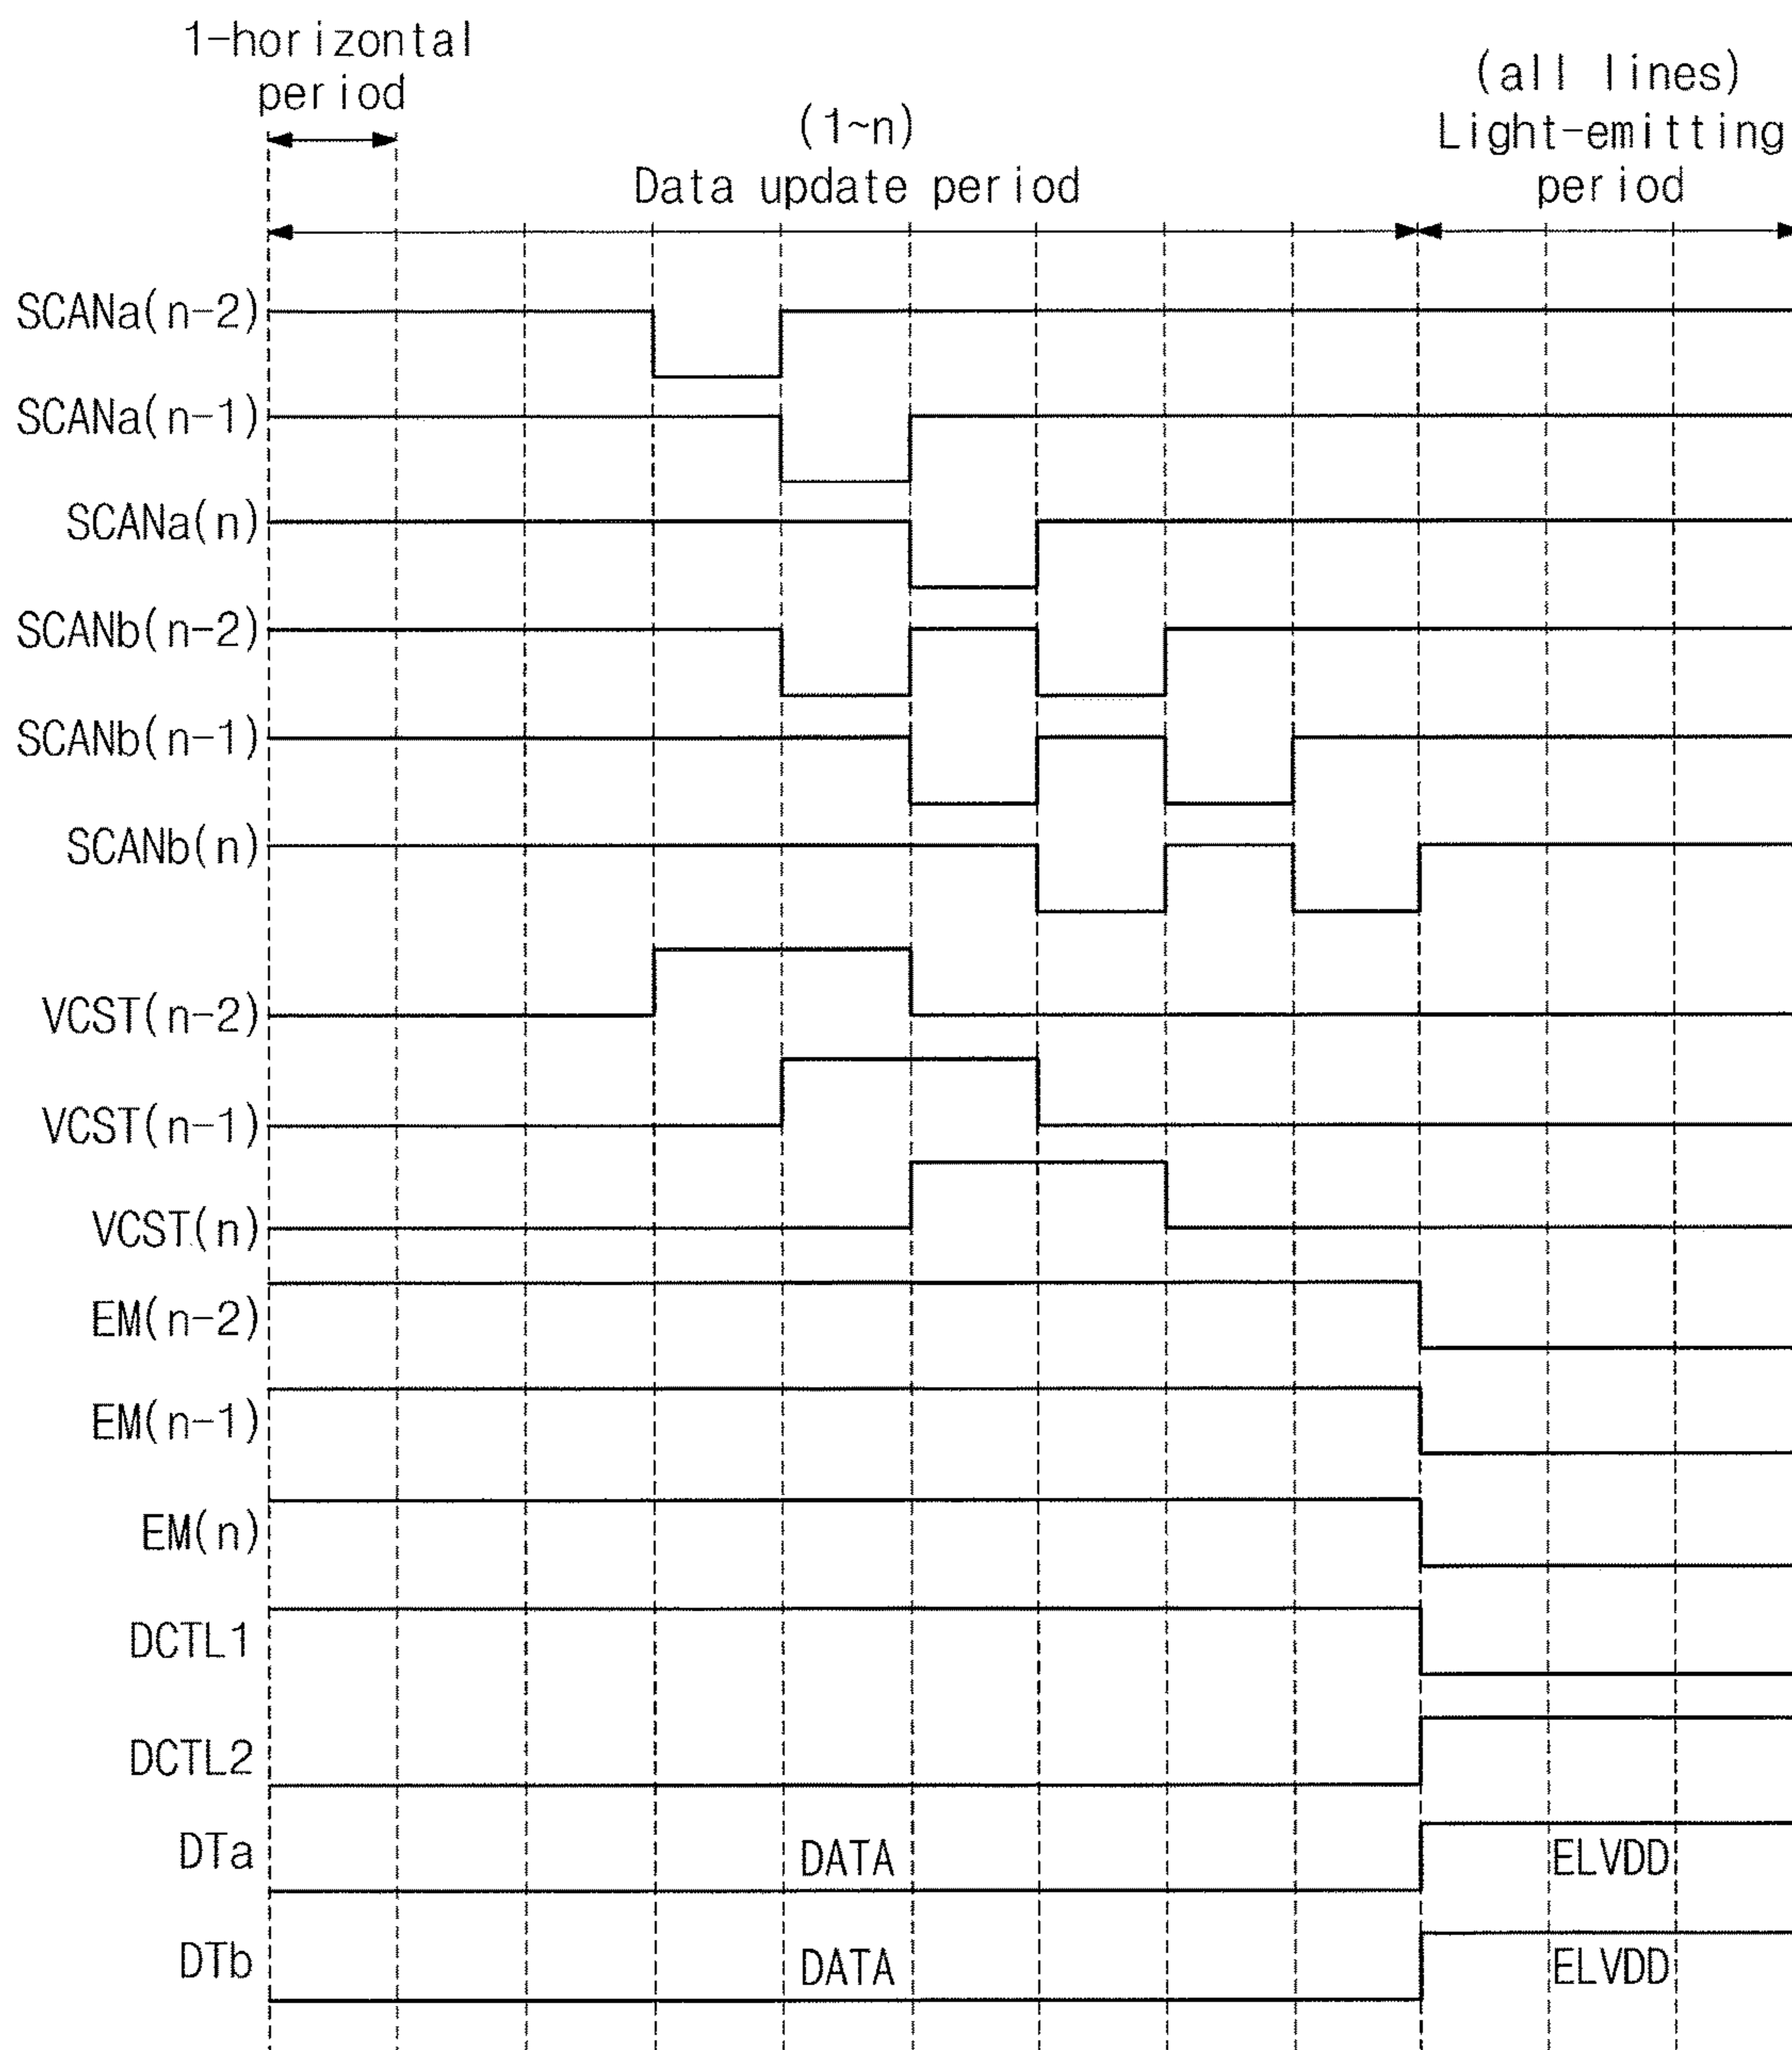 1-horizontal
period
(1~n)
Data update period
(all lines)
Light-emitting
period
SCANa(n-2)
SCANa(n-1)
SCANa(n)
SCANb(n-2)
SCANb(n-1)
SCANb(n)
VCST(n-2)
VCST(n-1)
VCST(n)
EM(n-2)
EM(n-1)
EM(n)
DCTL1
DCTL2
DTa DATA ELVDD
DTb DATA ELVDD